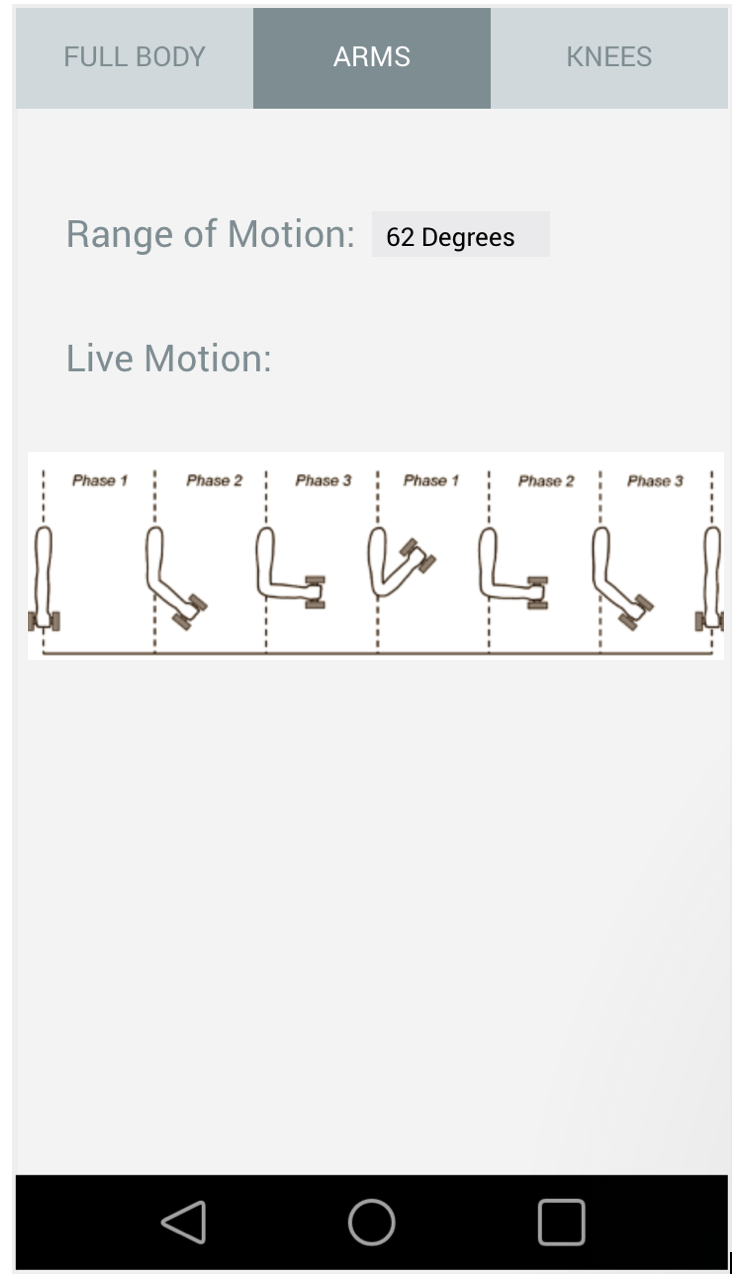 FULL BODY ARMS KNEES
Range of Motion: 62 Degrees
Live Motion:
Phase 1 Phase 2 Phase 3 Phase 1 Phase 2 Phase 3